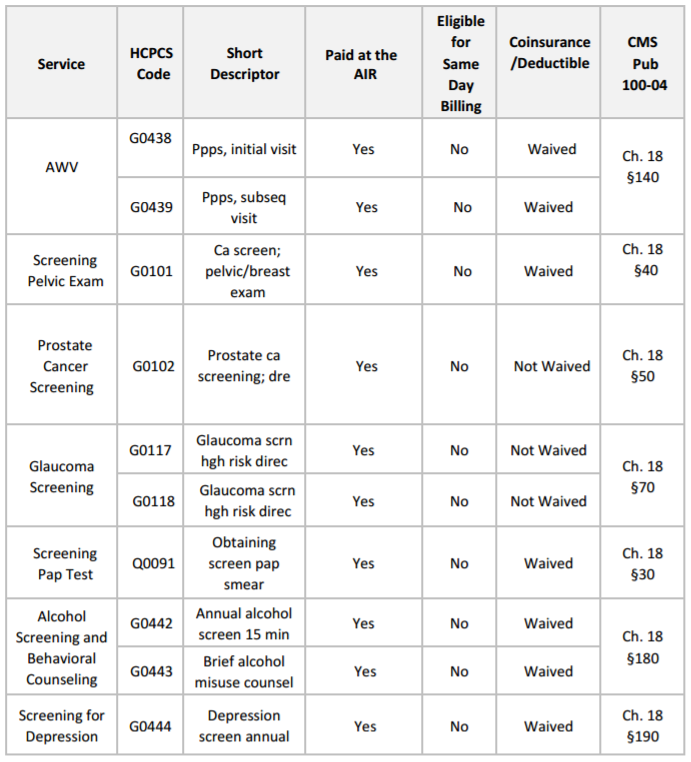 Service
HCPCS
Code
Short
Descriptor
Paid at the
AIR
Eligible
for
Same
Day
Billing
Coinsurance
/Deductible
CMS
Pub
100-04
AWV
G0438
Ppps, initial visit
Yes
No
Waived
Ch. 18
§140
G0439
Ppps, subseq
visit
Yes
No
Waived
Screening
Pelvic Exam
G0101
Ca screen;
pelvic/breast
exam
Yes
No
Waived
Ch. 18
§40
Prostate
Cancer
Screening
G0102
Prostate ca
screening; dre
Yes
No
Not Waived
Ch. 18
§50
Glaucoma
Screening
G0117
Glaucoma scrn
hgh risk direc
Yes
No
Not Waived
Ch. 18
§70
G0118
Glaucoma scrn
hgh risk direc
Yes
No
Not Waived
Screening
Pap Test
Q0091
Obtaining
screen pap
smear
Yes
No
Waived
Ch. 18
§30
Alcohol
Screening and
Behavioral
Counseling
G0442
Annual alcohol
screen 15 min
Yes
No
Waived
Ch. 18
§180
G0443
Brief alcohol
misuse counsel
Yes
No
Waived
Screening for
Depression
G0444
Depression
screen annual
Yes
No
Waived
Ch. 18
§190